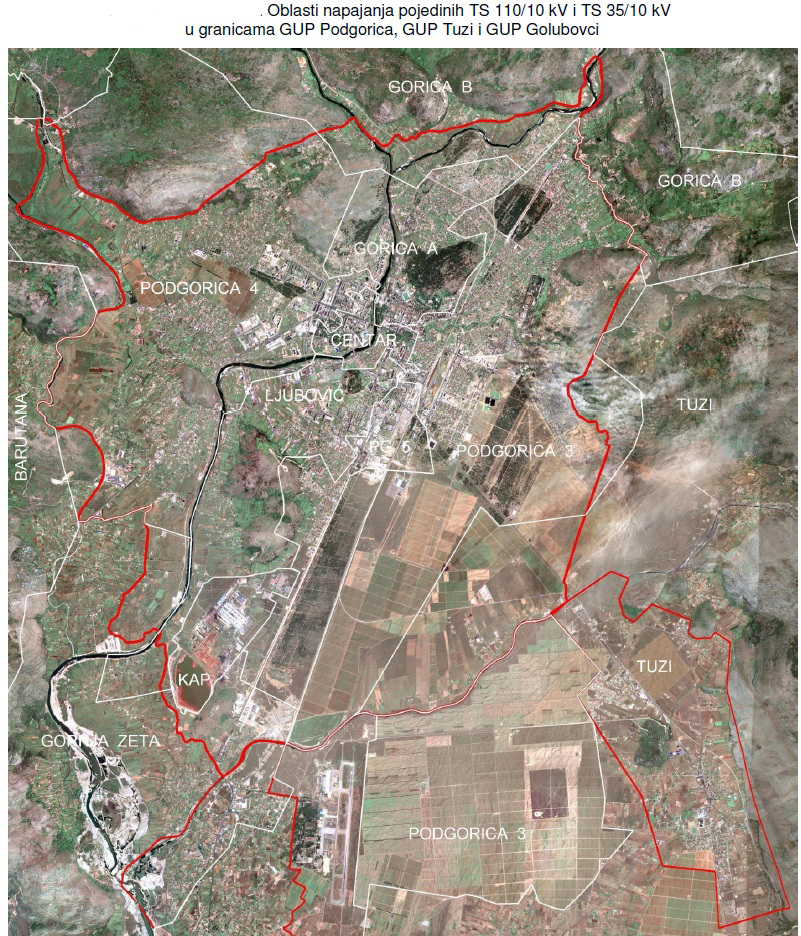 . Oblasti napajanja pojedinih TS 110/10 kV i TS 35/10 kV
u granicama GUP Podgorica, GUP Tuzi i GUP Golubovci
GORICA B
GORICA B
GORICA A
PODGORICA 4
CENTAR
LJUBOVIĆ
TUZI
BARUTANA
PG 5
PODGORICA 3
TUZI
KAP
GORNJA ZETA
PODGORICA 3